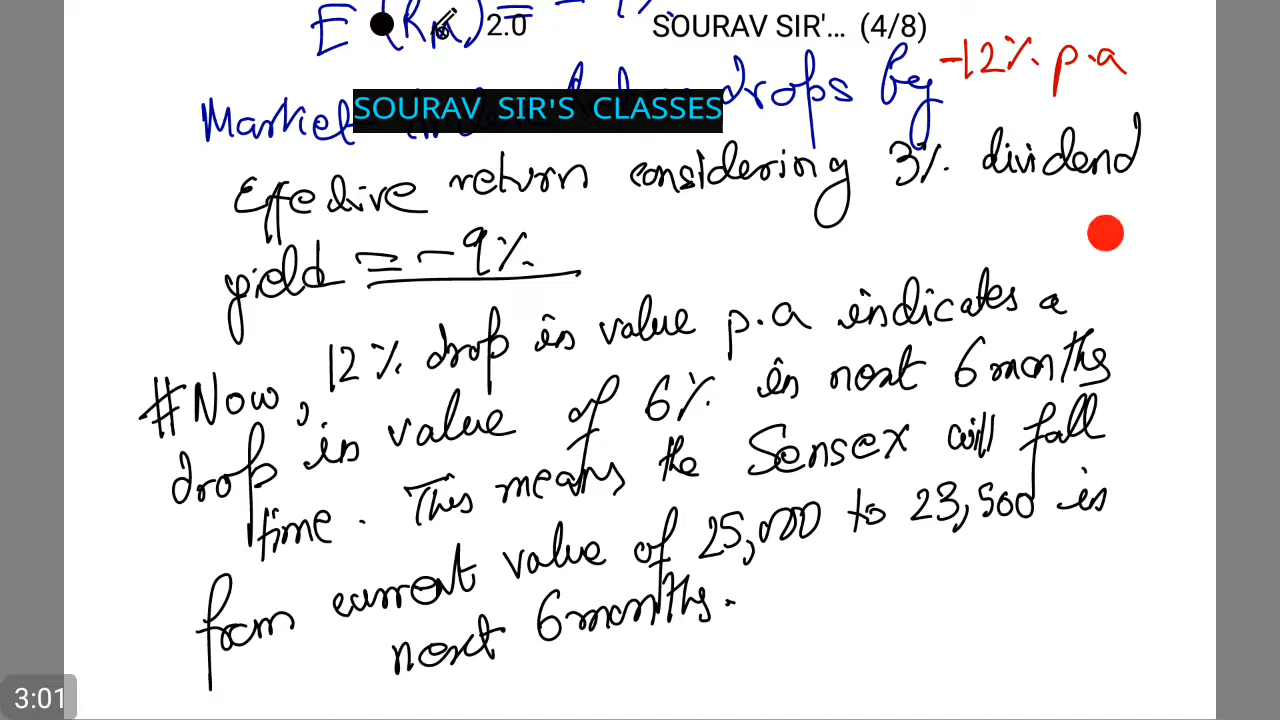 E (RM) =
2.0
SOURAV SIR'... (4/8)
Market drops by -12% p.a
SOURAV SIR'S CLASSES
Effective return considering 3% dividend
yield = -9%
#Now, 12% drop in value p.a indicates a
drop in value of 6% in next 6 months
time. This means the Sensex will fall
from current value of 25,000 to 23,500 in
next 6 months.
3:01